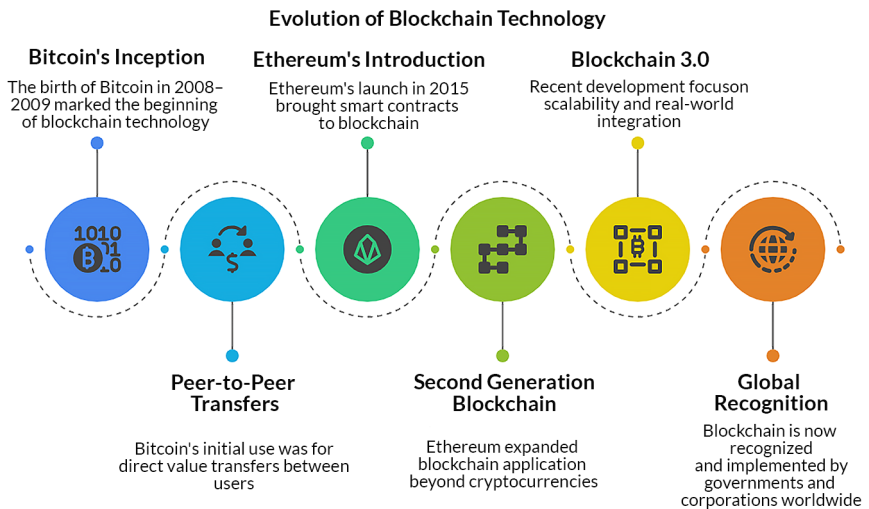 Evolution of Blockchain Technology
Bitcoin's Inception
The birth of Bitcoin in 2008–
2009 marked the beginning
of blockchain technology
Ethereum's Introduction
Ethereum's launch in 2015
brought smart contracts
to blockchain
Blockchain 3.0
Recent development focuson
scalability and real-world
integration
1010
B 01
1.0
$
B
Peer-to-Peer
Transfers
Bitcoin's initial use was for
direct value transfers between
users
Second Generation
Blockchain
Ethereum expanded
blockchain application
beyond cryptocurrencies
Global
Recognition
Blockchain is now
recognized
and implemented by
governments and
corporations worldwide